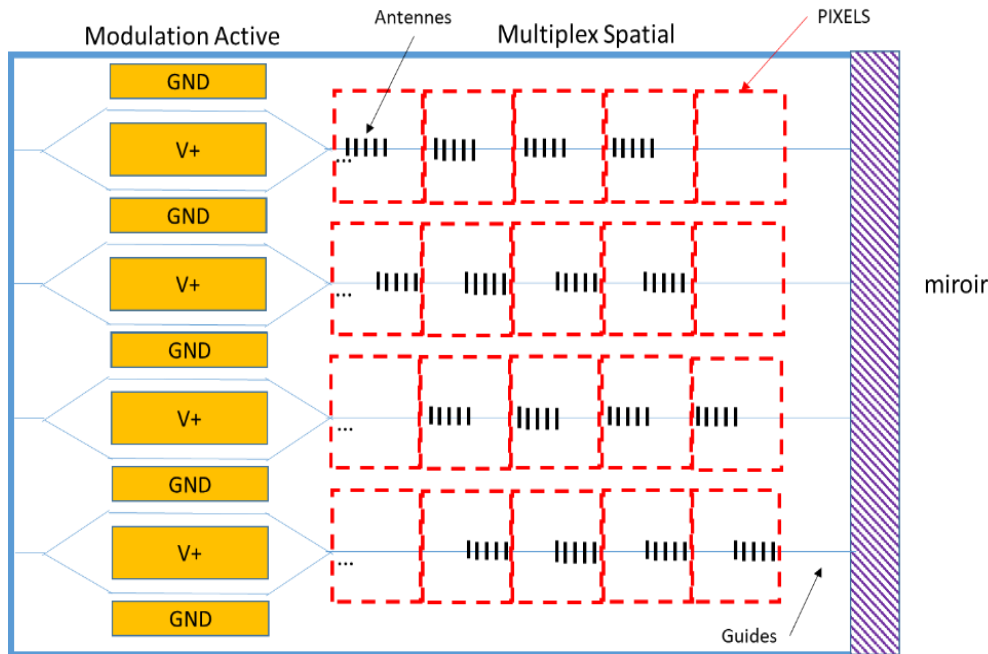 Antennes
PIXELS
Modulation Active
Multiplex Spatial
GND
V+
...
GND
V+
...
miroir
GND
V+
...
GND
V+
...
GND
Guides